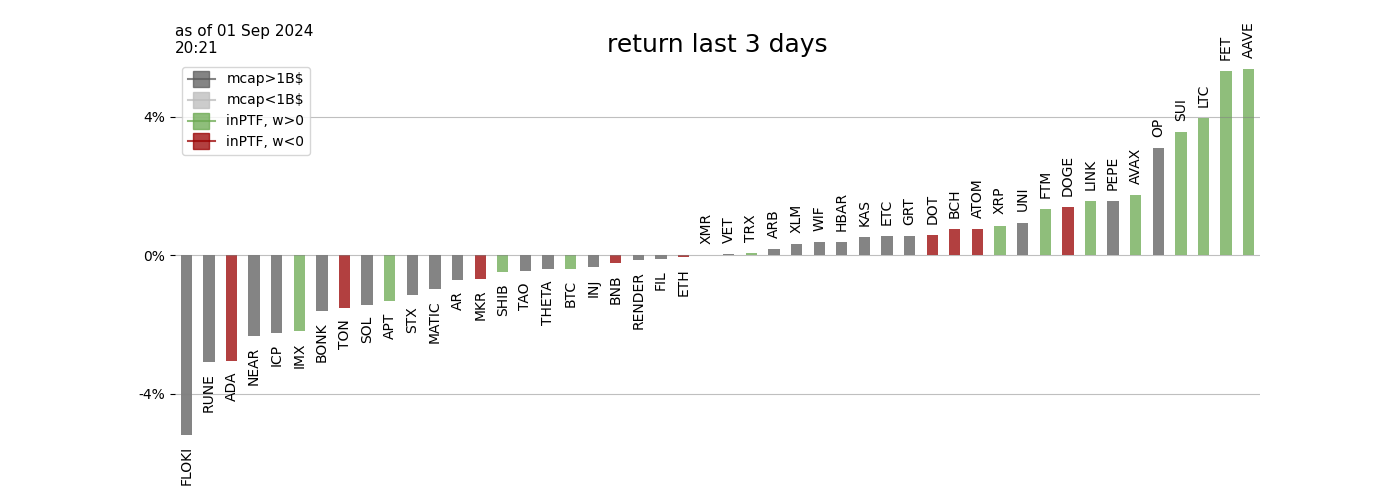 as of 01 Sep 2024
20:21
return last 3 days
mcap>1B$
mcap<1B$
inPTF, w>0
inPTF, w<0
4%
0%
-4%
FLOKI
RUNE
ADA
NEAR
ICP
IMX
BONK
TON
SOL
APT
STX
MATIC
AR
MKR
SHIB
TAO
THETA
BTC
INJ
BNB
RENDER
FIL
ETH
XMR
VET
TRX
ARB
XLM
WIF
HBAR
KAS
ETC
GRT
DOT
BCH
ATOM
XRP
UNI
FTM
DOGE
LINK
PEPE
AVAX
OP
SUI
LTC
FET
AAVE